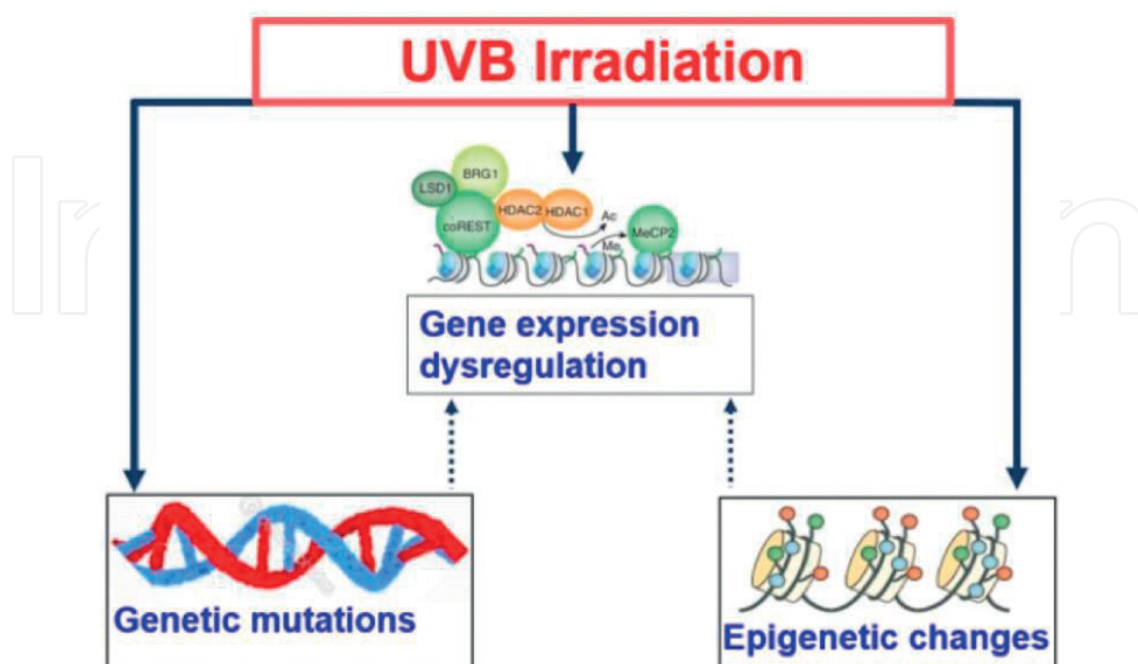 UVB Irradiation
BRG1
LSD1
HDAC2
HDAC1
Ac
coREST
MeCP2
Me
Gene expression
dysregulation
Genetic mutations
Epigenetic changes